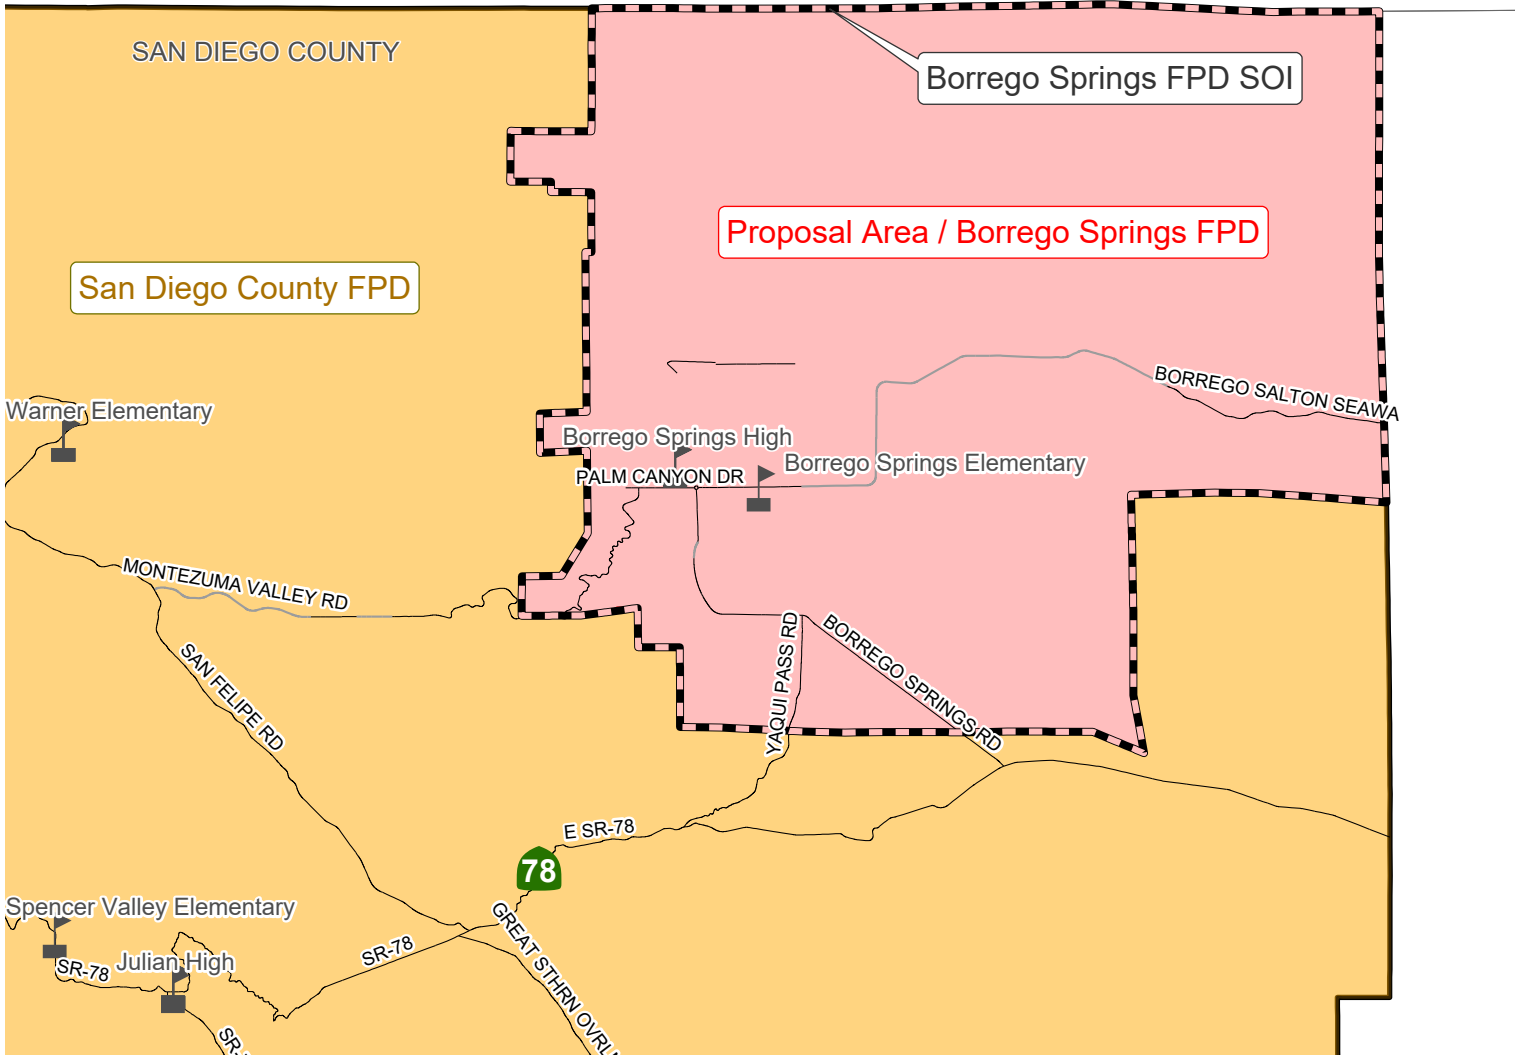 SAN DIEGO COUNTY
Borrego Springs FPD SOI
Proposal Area / Borrego Springs FPD
San Diego County FPD
BORREGO SALTON SEAWA
Warner Elementary
Borrego Springs High
Borrego Springs Elementary
PALM CANYON DR
MONTEZUMA VALLEY RD
SAN FELIPE RD
YAQUI PASS RD
BORREGO SPRINGS RD
E SR-78
78
Spencer Valley Elementary
GREAT STHRN OVRL
SR-78
Julian High
SR-78
SR-